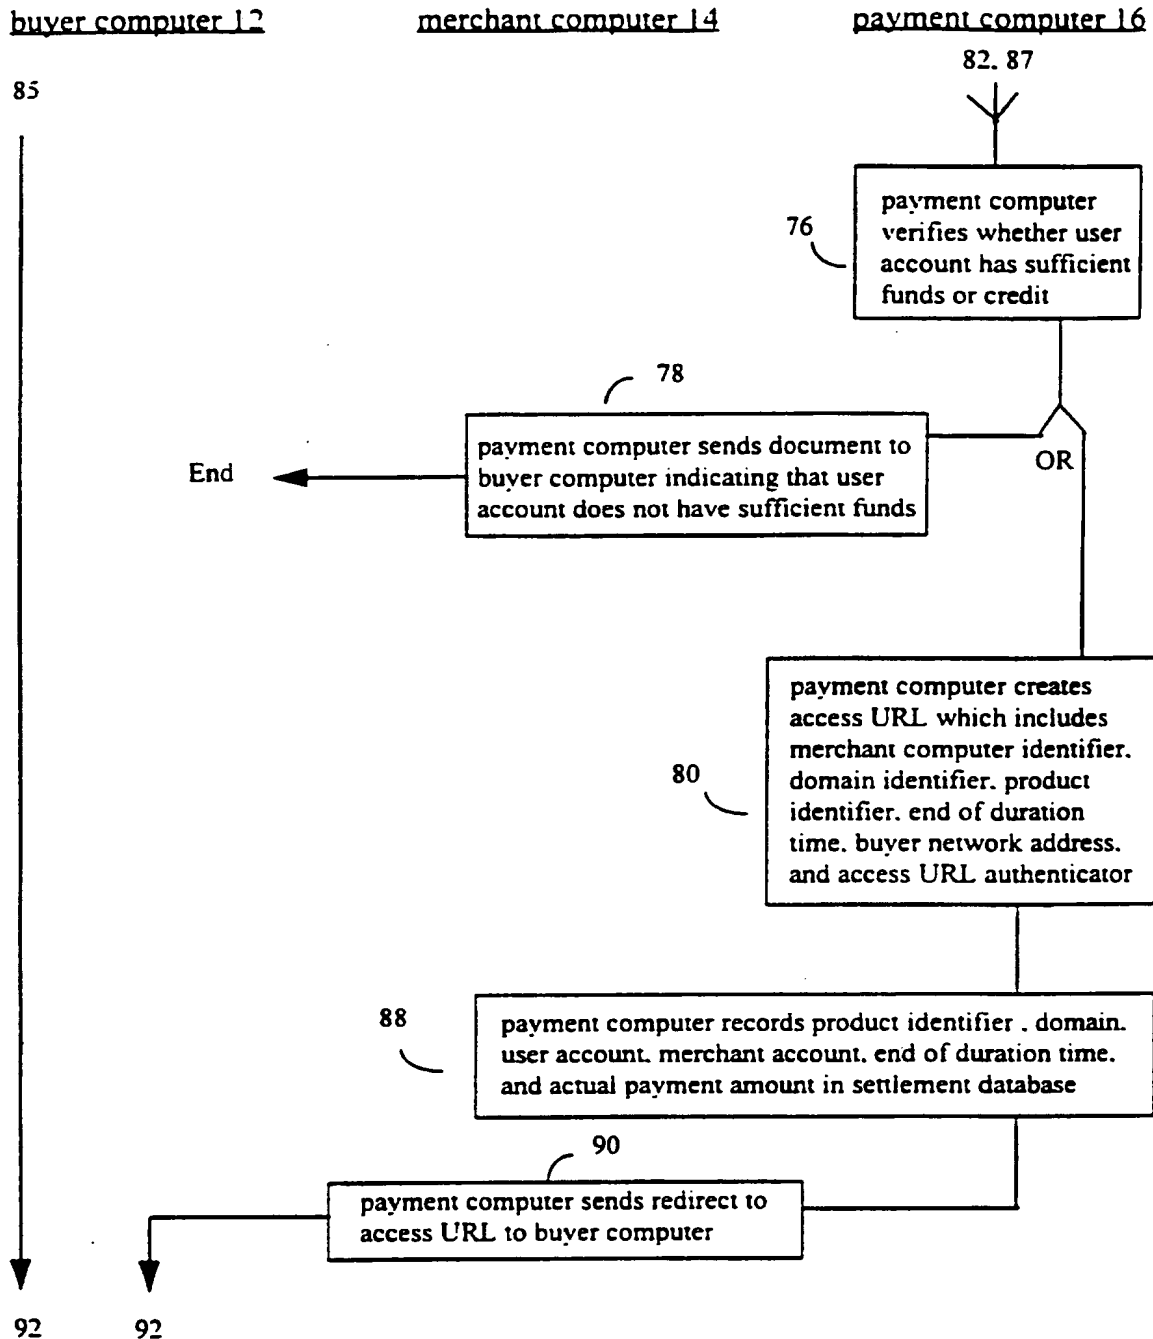 buyer computer 12 merchant computer 14 payment computer 16
82. 87
85
payment computer
verifies whether user
account has sufficient
funds or credit
76
78
payment computer sends document to
buyer computer indicating that user
account does not have sufficient funds
End
OR
payment computer creates
access URL which includes
merchant computer identifier.
domain identifier. product
identifier. end of duration
time. buyer network address.
and access URL authenticator
80
88
payment computer records product identifier . domain.
user account. merchant account. end of duration time.
and actual payment amount in settlement database
90
payment computer sends redirect to
access URL to buyer computer
92 92